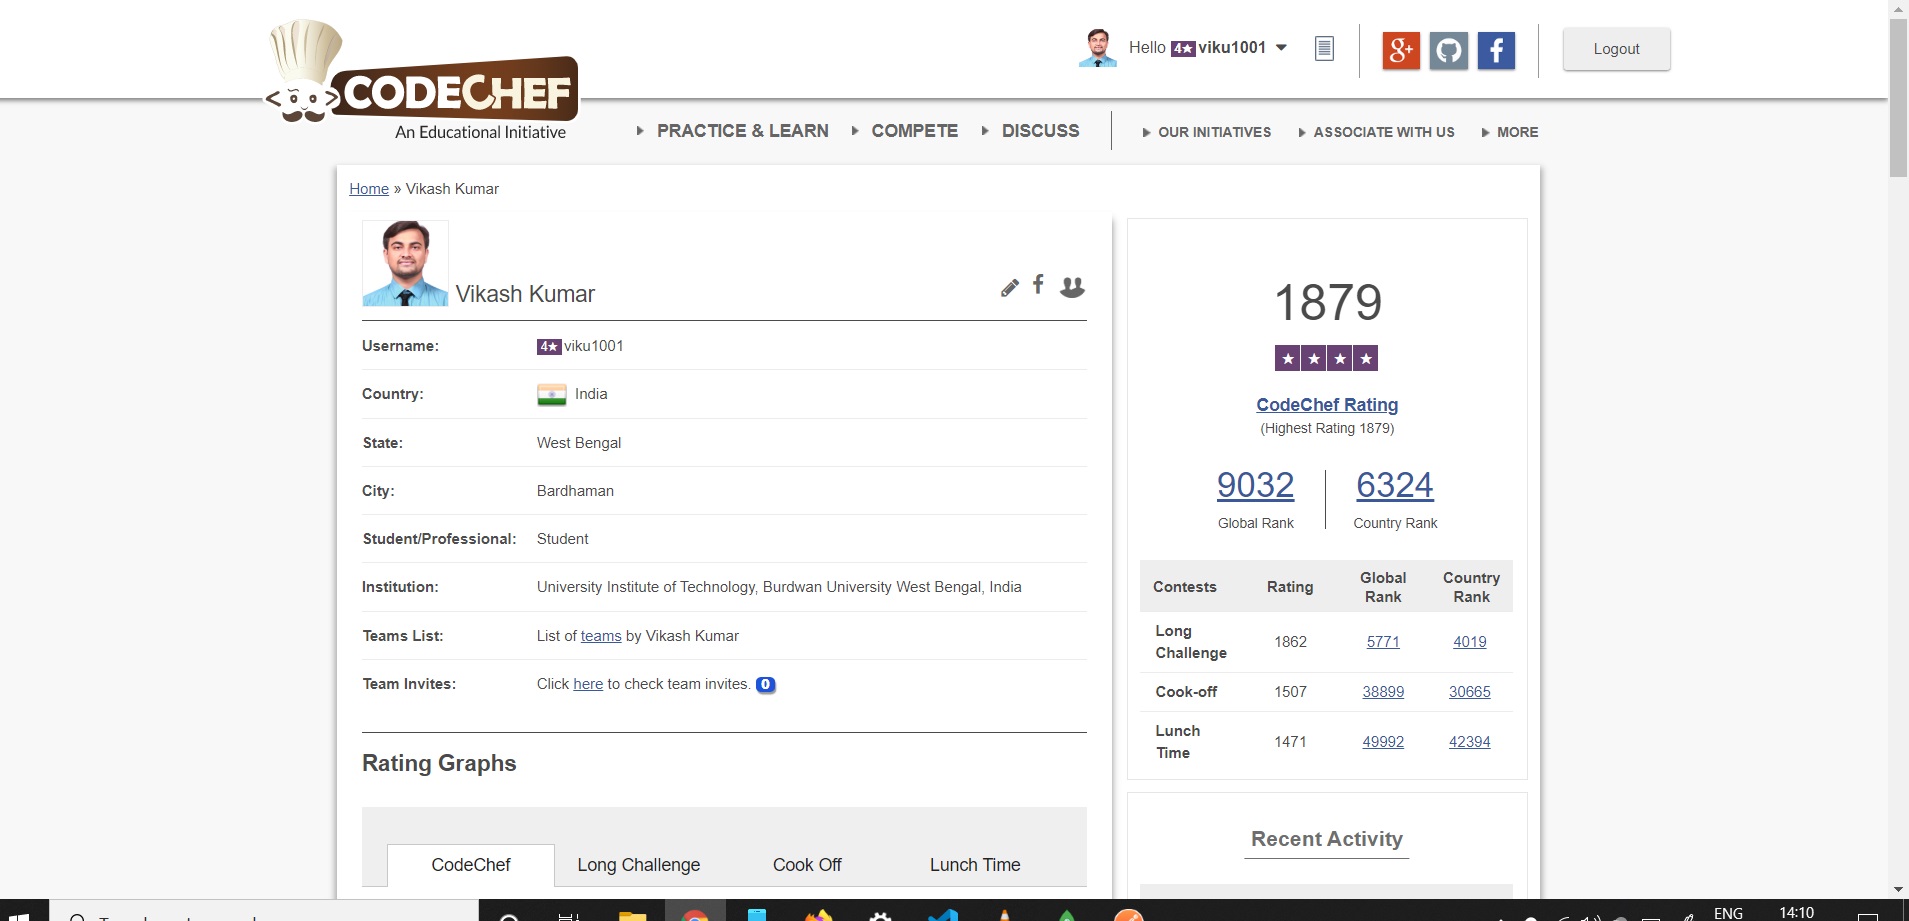 CODECHEF
An Educational Initiative
Hello 4★ viku1001
g+
f
Logout
PRACTICE & LEARN
COMPETE
DISCUSS
OUR INITIATIVES
ASSOCIATE WITH US
MORE
Home » Vikash Kumar
Vikash Kumar
Username: 4★ viku1001
Country: India
State: West Bengal
City: Bardhaman
Student/Professional: Student
Institution: University Institute of Technology, Burdwan University West Bengal, India
Teams List: List of teams by Vikash Kumar
Team Invites: Click here to check team invites. 0
Rating Graphs
CodeChef
Long Challenge
Cook Off
Lunch Time
1879
★★★★
CodeChef Rating
(Highest Rating 1879)
9032
Global Rank
6324
Country Rank
Contests Rating Global Rank Country Rank
Long Challenge 1862 5771 4019
Cook-off 1507 38899 30665
Lunch Time 1471 49992 42394
Recent Activity
ENG
14:10